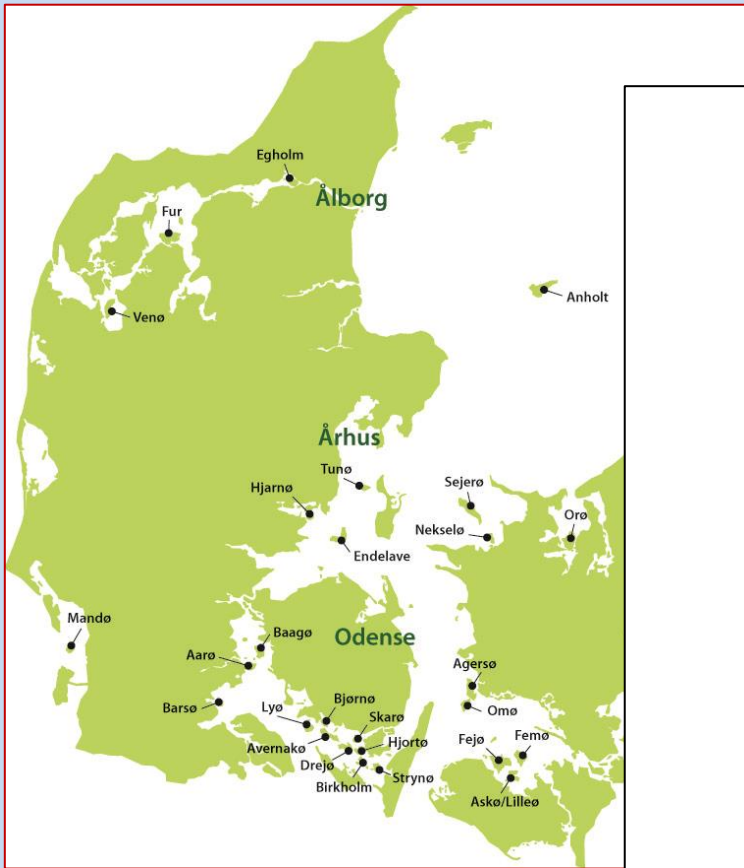 Egholm
Ålborg
Fur
Anholt
Venø
Århus
Tunø
Sejerø
Hjarnø
Orø
Nekselø
Endelave
Mandø
Baagø
Odense
Aarø
Agersø
Barsø
Bjørnø
Lyø
Omø
Skarø
Femø
Fejø
Avernakø
Hjortø
Drejø
Strynø
Birkholm
Askø/Lilleø